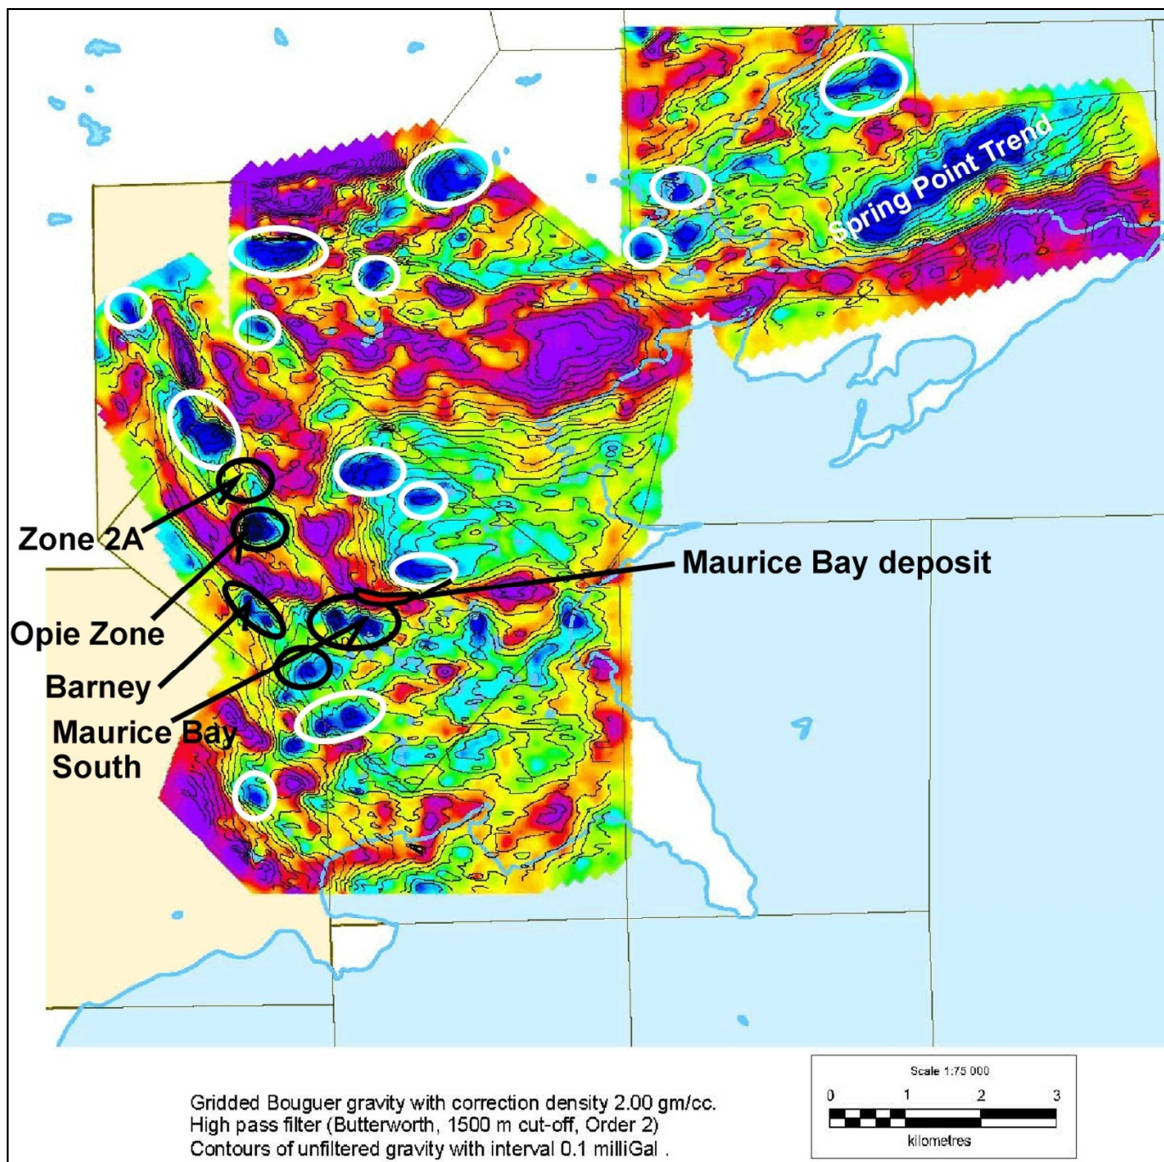 Spring Point Trend
Zone 2A
Maurice Bay deposit
Opie Zone
Barney
Maurice Bay
South
Scale 1:75 000
0 1 2 3
kilometres
Gridded Bouguer gravity with correction density 2.00 gm/cc.
High pass filter (Butterworth, 1500 m cut-off, Order 2)
Contours of unfiltered gravity with interval 0.1 milliGal .